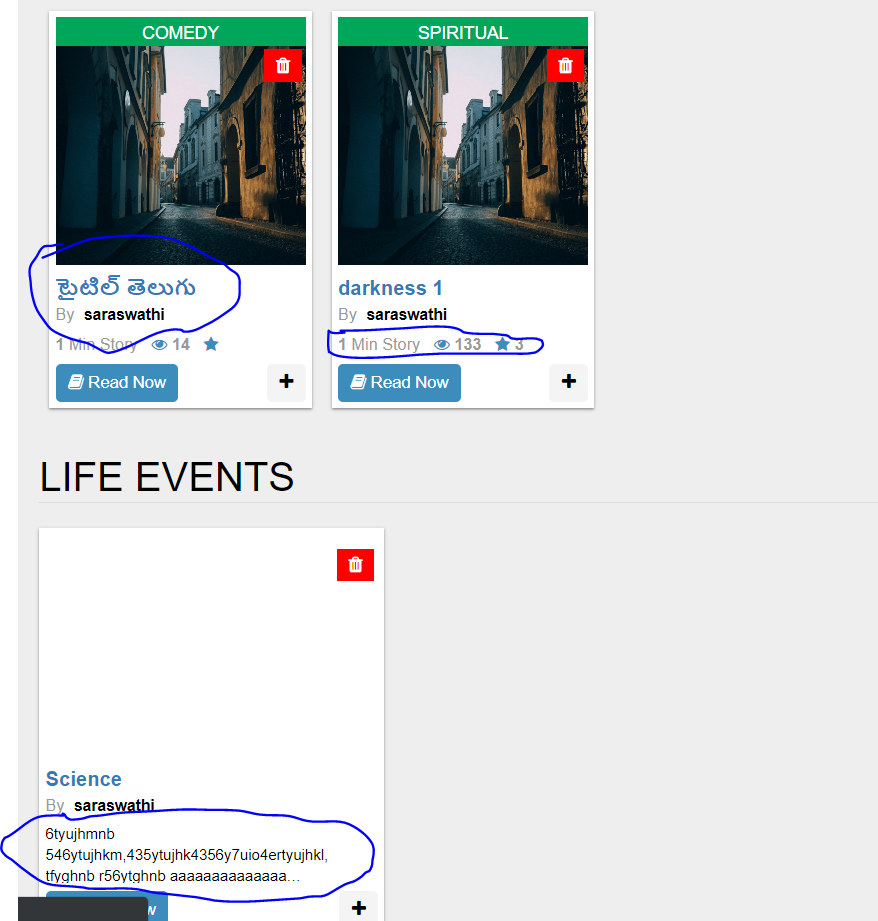 COMEDY
SPIRITUAL
టైటిల్ తెలుగు
By saraswathi
1 Min Story 14
Read Now
darkness 1
By saraswathi
1 Min Story 133 3
Read Now
LIFE EVENTS
Science
By saraswathi
6tyujhmnb
546ytujhkm,435ytujhk4356y7uio4ertyujhkl,
tfyghnb r56ytghnb aaaaaaaaaaaaaa...